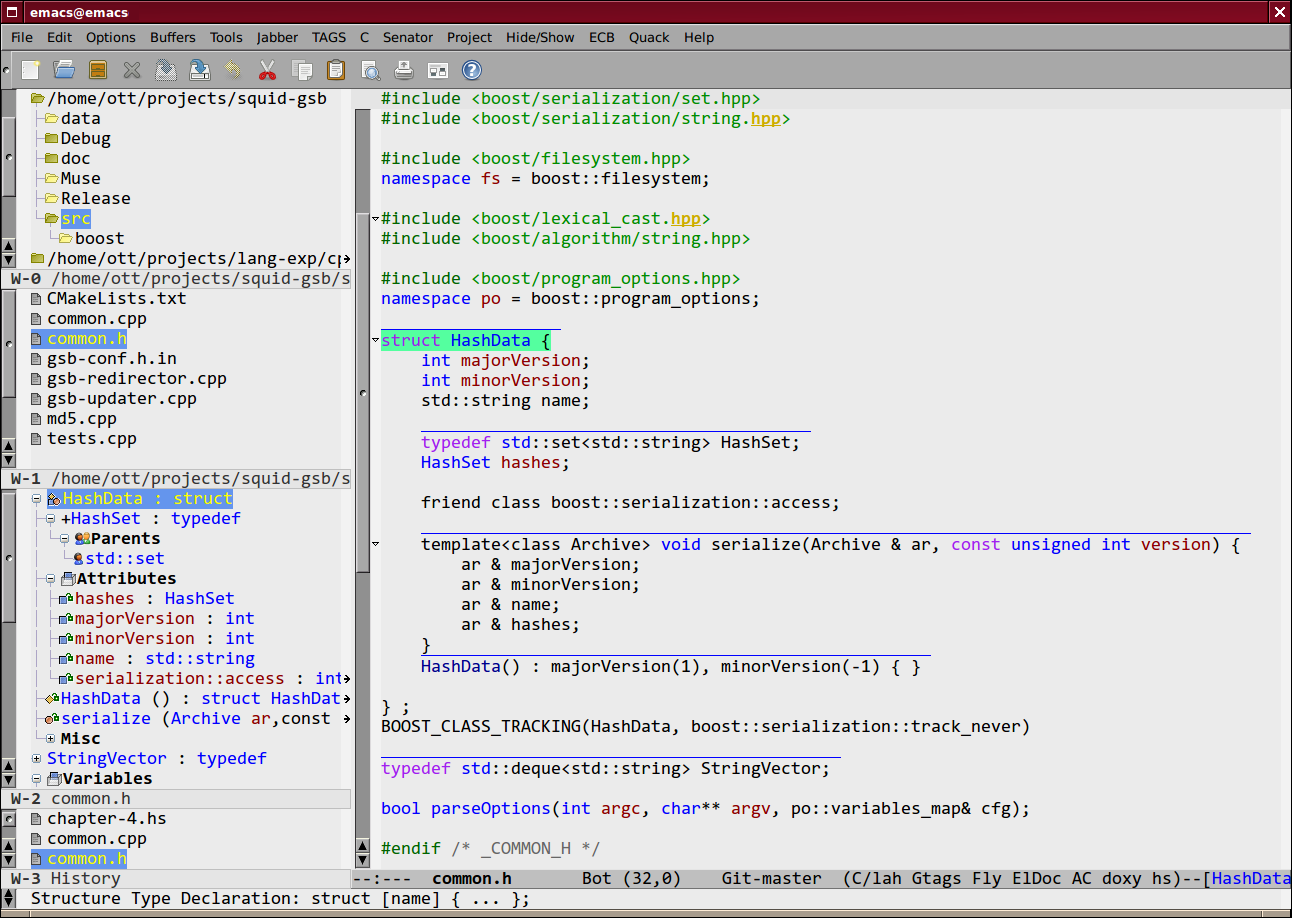 emacs@emacs
File Edit Options Buffers Tools Jabber TAGS C Senator Project Hide/Show ECB Quack Help
/home/ott/projects/squid-gsb
data
Debug
doc
Muse
Release
src
boost
/home/ott/projects/lang-exp/cp
W-0 /home/ott/projects/squid-gsb/s
CMakeLists.txt
common.cpp
common.h
gsb-conf.h.in
gsb-redirector.cpp
gsb-updater.cpp
md5.cpp
tests.cpp
W-1 /home/ott/projects/squid-gsb/s
HashData : struct
+HashSet : typedef
Parents
std::set
Attributes
hashes : HashSet
majorVersion : int
minorVersion : int
name : std::string
serialization::access : int
HashData () : struct HashDat
serialize (Archive ar,const
Misc
StringVector : typedef
Variables
W-2 common.h
chapter-4.hs
common.cpp
common.h
W-3 History
#include <boost/serialization/set.hpp>
#include <boost/serialization/string.hpp>
#include <boost/filesystem.hpp>
namespace fs = boost::filesystem;
#include <boost/lexical_cast.hpp>
#include <boost/algorithm/string.hpp>
#include <boost/program_options.hpp>
namespace po = boost::program_options;
struct HashData {
int majorVersion;
int minorVersion;
std::string name;
typedef std::set<std::string> HashSet;
HashSet hashes;
friend class boost::serialization::access;
template<class Archive> void serialize(Archive & ar, const unsigned int version) {
ar & majorVersion;
ar & minorVersion;
ar & name;
ar & hashes;
}
HashData() : majorVersion(1), minorVersion(-1) { }
} ;
BOOST_CLASS_TRACKING(HashData, boost::serialization::track_never)
typedef std::deque<std::string> StringVector;
bool parseOptions(int argc, char** argv, po::variables_map& cfg);
#endif /* _COMMON_H */
--:--- common.h Bot (32,0) Git-master (C/lah Gtags Fly ElDoc AC doxy hs)--[HashData
Structure Type Declaration: struct [name] { ... };